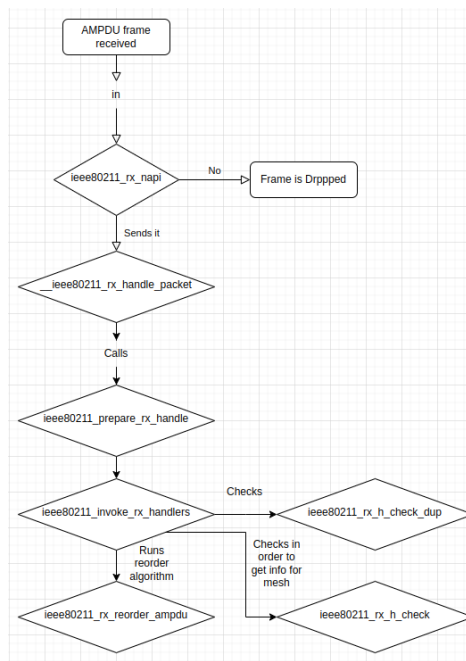 AMPDU frame
received
in
ieee80211_rx_napi
No
Frame is Drppped
Sends it
__ieee80211_rx_handle_packet
Calls
ieee80211_prepare_rx_handle
ieee80211_invoke_rx_handlers
Checks
ieee80211_rx_h_check_dup
Runs
reorder
algorithm
Checks in
order to
get info for
mesh
ieee80211_rx_reorder_ampdu
ieee80211_rx_h_check